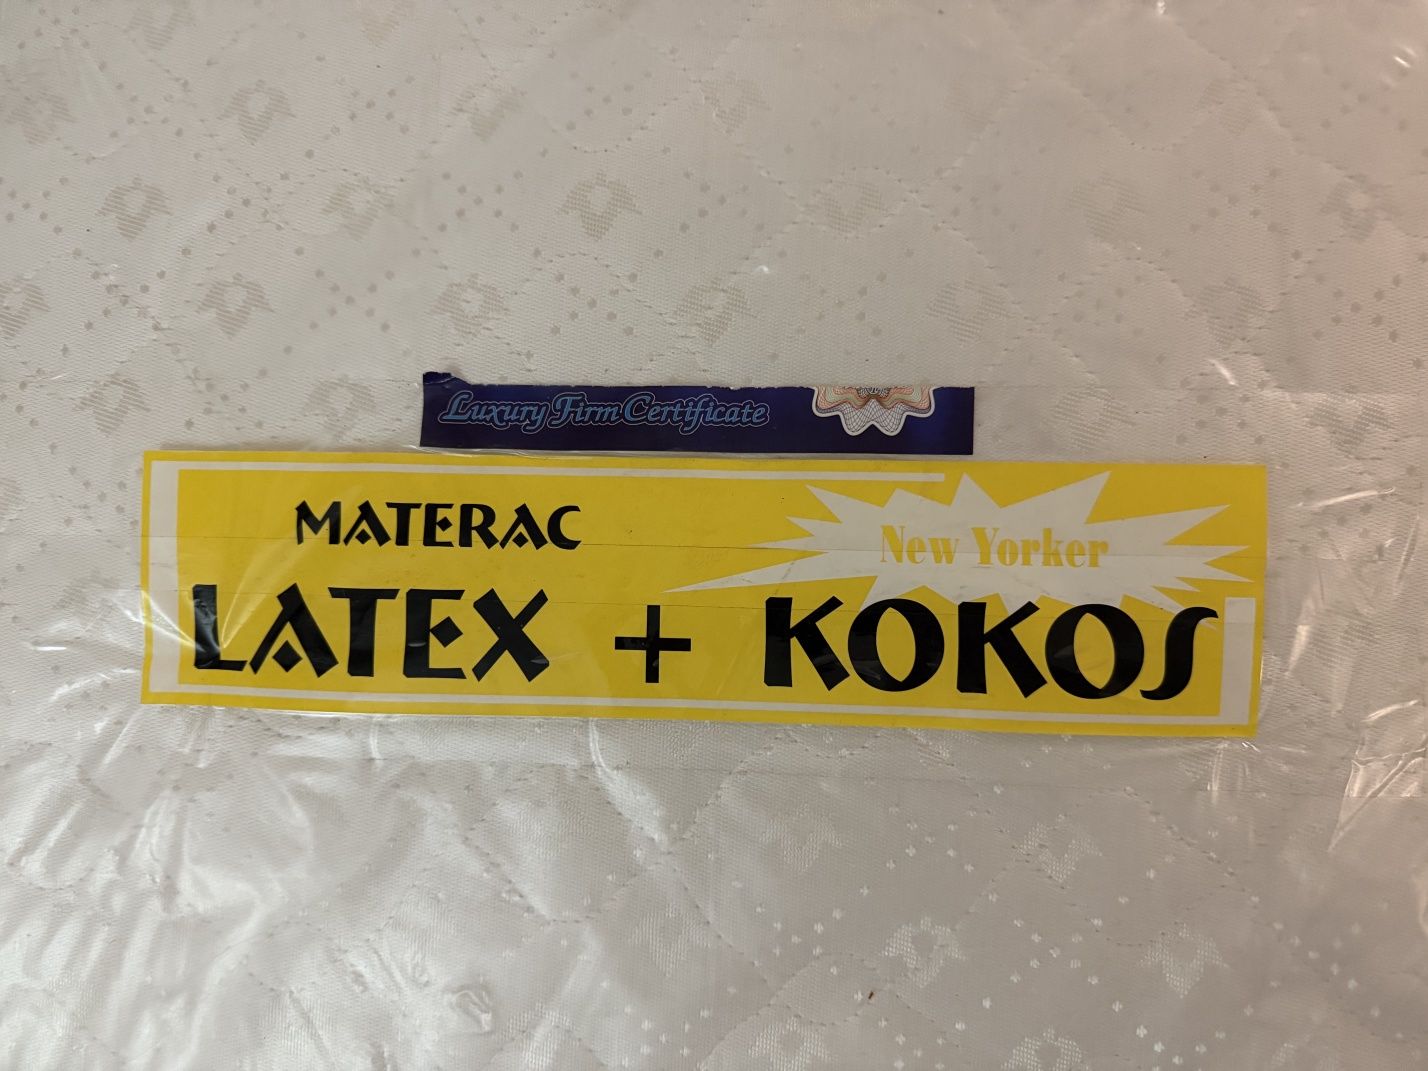 Luxury Firm Certificate
MATERAC
New Yorker
LATEX + KOKOS